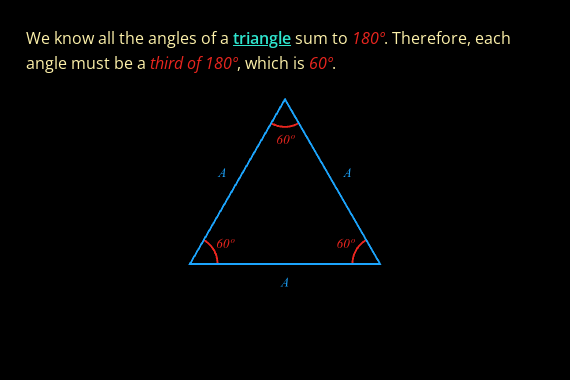 We know all the angles of a triangle sum to 180°. Therefore, each
angle must be a third of 180°, which is 60°.
60°
A A
60° 60°
A